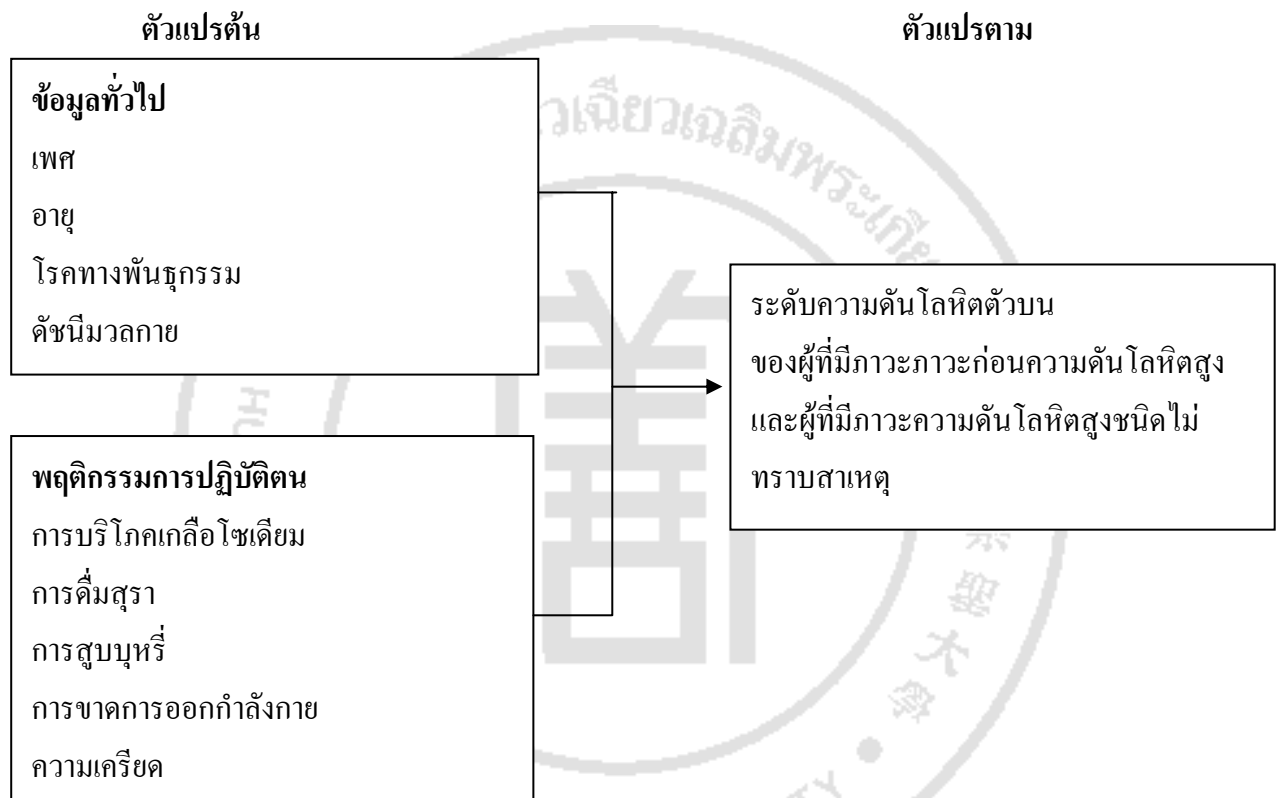 ตัวแปรต้น
ตัวแปรตาม
ข้อมูลทั่วไป
เพศ
อายุ
โรคทางพันธุกรรม
ดัชนีมวลกาย
พฤติกรรมการปฏิบัติตน
การบริโภคเกลือโซเดียม
การดื่มสุรา
การสูบบุหรี่
การขาดการออกกำลังกาย
ความเครียด
ระดับความดันโลหิตตัวบน
ของผู้ที่มีภาวะภาวะก่อนความดันโลหิตสูง
และผู้ที่มีภาวะความดันโลหิตสูงชนิดไม่
ทราบสาเหตุ